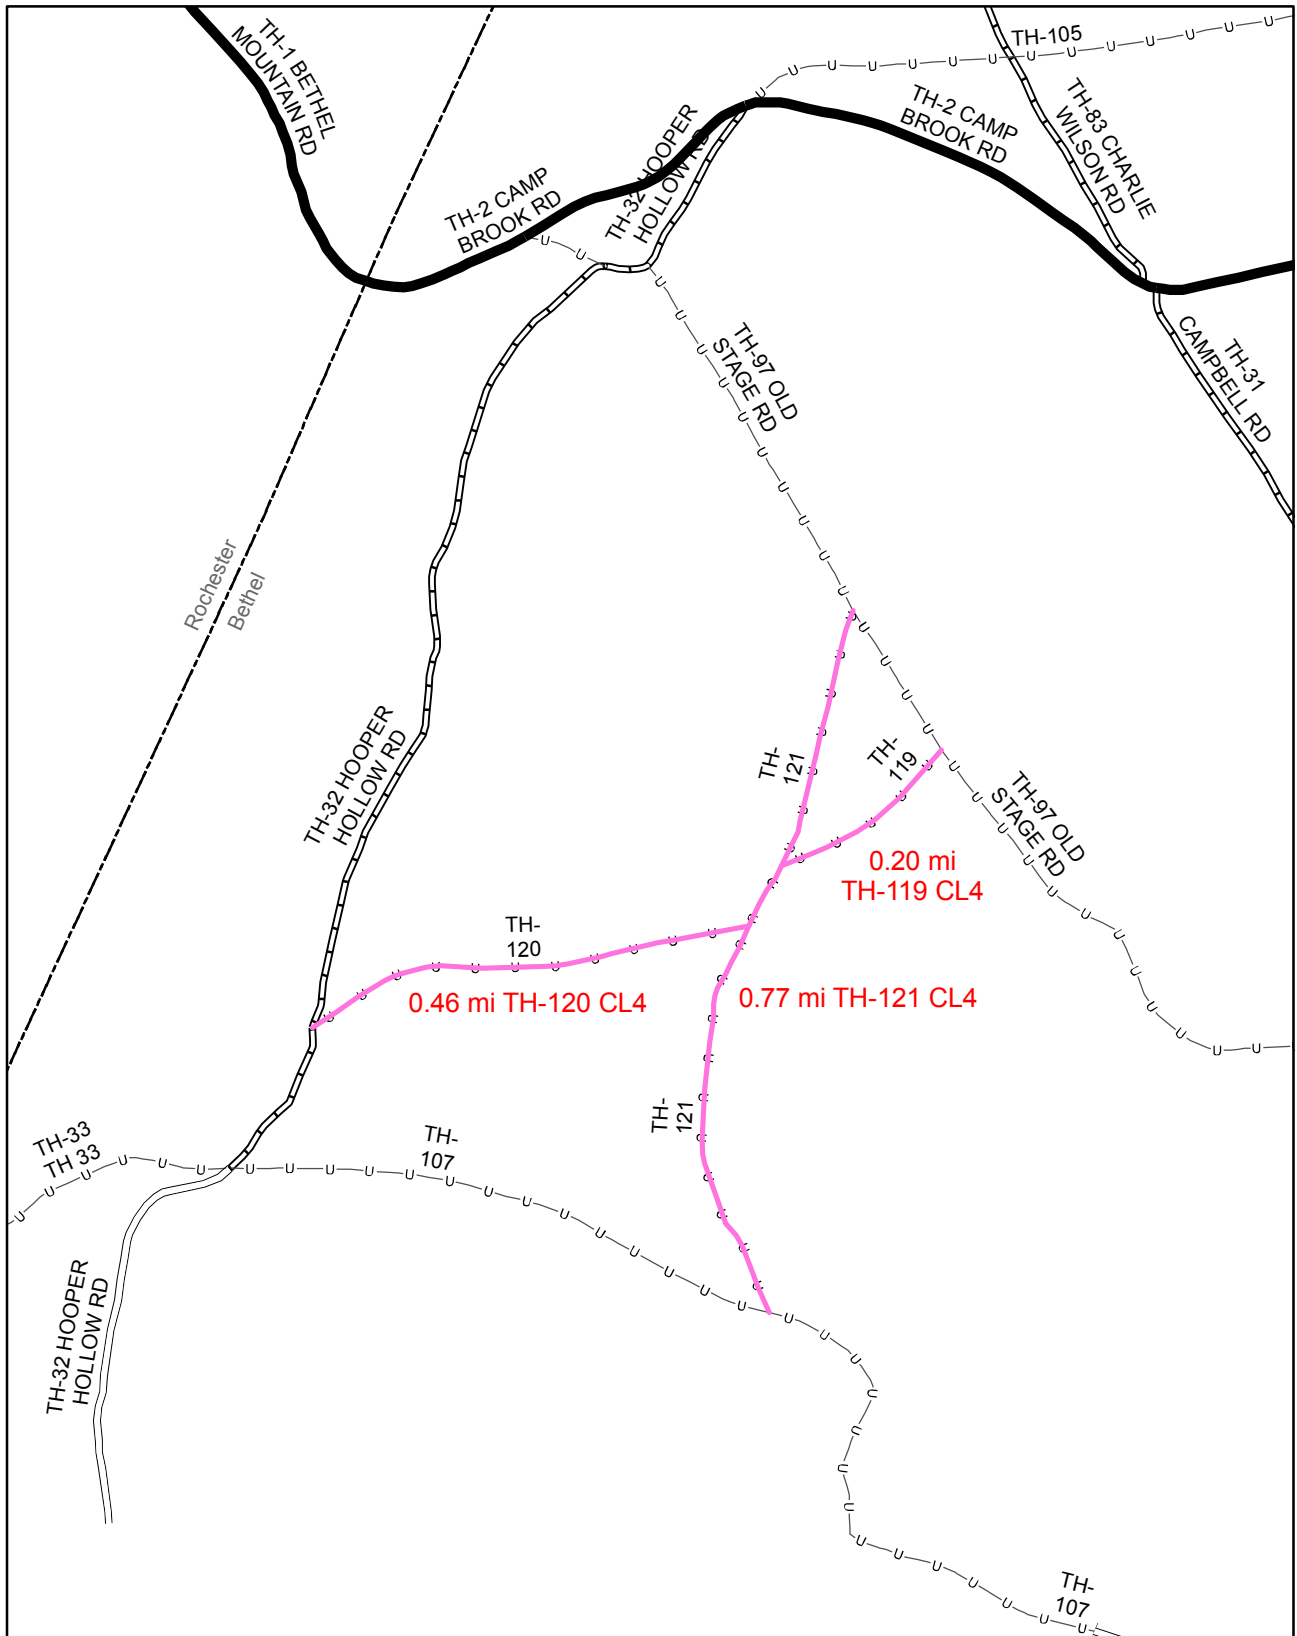 TH-1 BETHEL
MOUNTAIN RD
TH-105
TH-2 CAMP
BROOK RD
TH-83 CHARLIE
WILSON RD
TH-32 HOOPER
HOLLOW RD
TH-2 CAMP
BROOK RD
TH-97 OLD
STAGE RD
TH-31
CAMPBELL RD
Rochester
Bethel
TH-32 HOOPER
HOLLOW RD
TH-
121
TH-
119
TH-97 OLD
STAGE RD
0.20 mi
TH-119 CL4
TH-
120
0.46 mi TH-120 CL4
0.77 mi TH-121 CL4
TH-
121
TH-33
TH 33
TH-
107
TH-32 HOOPER
HOLLOW RD
TH-
107